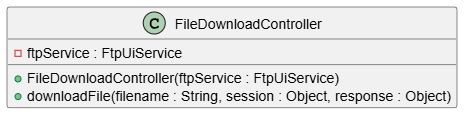 C FileDownloadController
ftpService : FtpUiService
FileDownloadController(ftpService : FtpUiService)
downloadFile(filename : String, session : Object, response : Object)